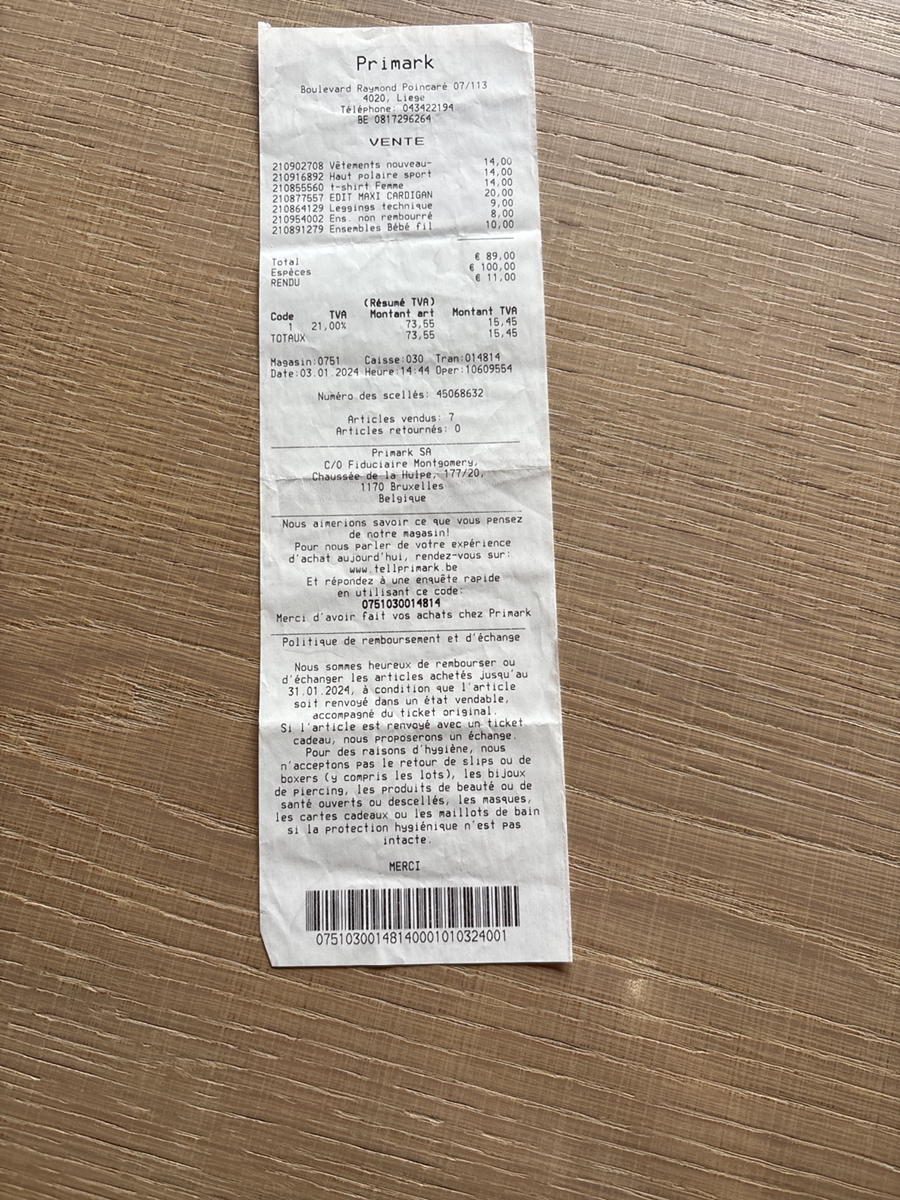 Primark
Boulevard Raymond Poincaré 07/113
4020, Liege
Téléphone: 043422194
BE 0817296264
VENTE
210902708 Vêtements nouveau- 14,00
210916892 Haut polaire sport 14,00
210855560 t-shirt Femme 14,00
210877557 EDIT MAXI CARDIGAN 20,00
210864129 Leggings technique 9,00
210954002 Ens. non rembourré 8,00
210891279 Ensembles Bébé fil 10,00
Total € 89,00
Espèces € 100,00
RENDU € 11,00
(Résumé TVA)
Code TVA Montant art Montant TVA
1 21,00% 73,55 15,45
TOTAUX 73,55 15,45
Magasin:0751 Caisse:030 Tran:014814
Date:03.01.2024 Heure:14:44 Oper:10609554
Numéro des scellés: 45068632
Articles vendus: 7
Articles retournés: 0
Primark SA
C/O Fiduciaire Montgomery,
Chaussée de la Hulpe, 177/20,
1170 Bruxelles
Belgique
Nous aimerions savoir ce que vous pensez
de notre magasin!
Pour nous parler de votre expérience
d'achat aujourd'hui, rendez-vous sur:
www.tellprimark.be
Et répondez à une enquête rapide
en utilisant ce code:
0751030014814
Merci d'avoir fait vos achats chez Primark
Politique de remboursement et d'échange
Nous sommes heureux de rembourser ou
d'échanger les articles achetés jusqu'au
31.01.2024, à condition que l'article
soit renvoyé dans un état vendable,
accompagné du ticket original.
Si l'article est renvoyé avec un ticket
cadeau, nous proposerons un échange.
Pour des raisons d'hygiène, nous
n'acceptons pas le retour de slips ou de
boxers (y compris les lots), les bijoux
de piercing, les produits de beauté ou de
santé ouverts ou descellés, les masques,
les cartes cadeaux ou les maillots de bain
si la protection hygiénique n'est pas
intacte.
MERCI
07510300148140001010324001